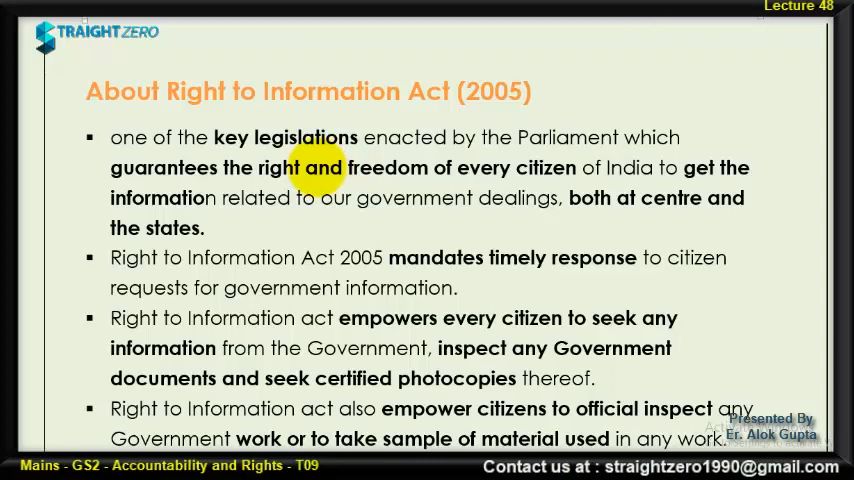 Lecture 48
STRAIGHTZERO
About Right to Information Act (2005)
▪ one of the key legislations enacted by the Parliament which
guarantees the right and freedom of every citizen of India to get the
information related to our government dealings, both at centre and
the states.
▪ Right to Information Act 2005 mandates timely response to citizen
requests for government information.
▪ Right to Information act empowers every citizen to seek any
information from the Government, inspect any Government
documents and seek certified photocopies thereof.
▪ Right to Information act also empower citizens to official inspect any
Government work or to take sample of material used in any work.
Presented By
Er. Alok Gupta
Mains - GS2 - Accountability and Rights - T09
Contact us at : straightzero1990@gmail.com